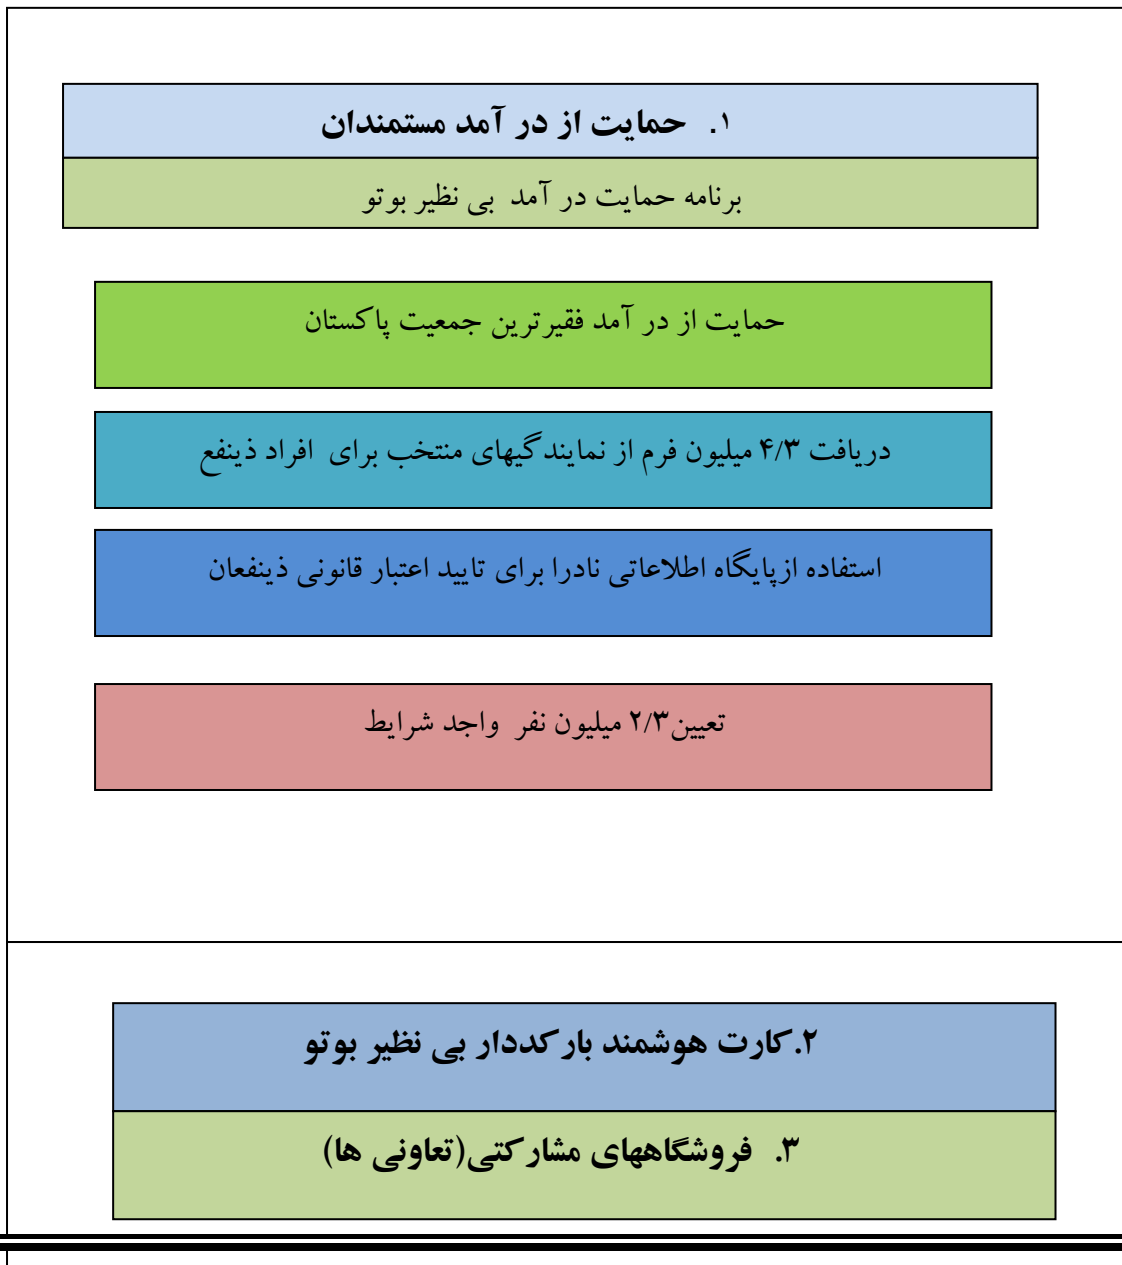 ۱. حمایت از در آمد مستمندان
برنامه حمایت در آمد بی نظیر بوتو
حمایت از در آمد فقیرترین جمعیت پاکستان
دریافت ۴/۳ میلیون فرم از نمایندگیهای منتخب برای افراد ذینفع
استفاده ازپایگاه اطلاعاتی نادرا برای تایید اعتبار قانونی ذینفعان
تعیین۲/۳ میلیون نفر واجد شرایط
۲.کارت هوشمند بارکددار بی نظیر بوتو
۳. فروشگاههای مشارکتی(تعاونی ها)